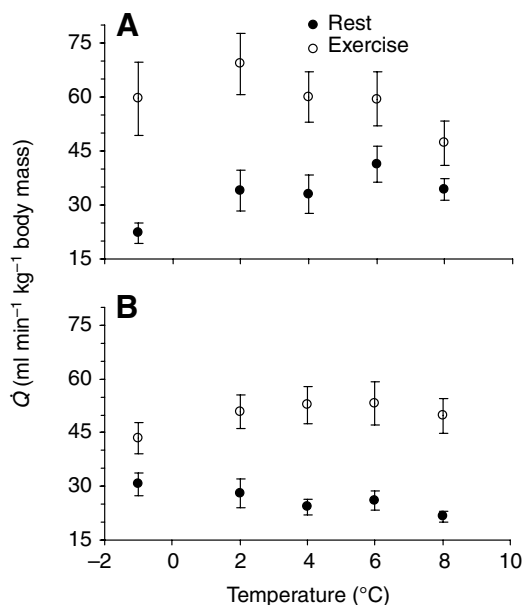 A
Rest
Exercise
75
60
45
30
15
B
75
60
45
30
15
–2 0 2 4 6 8 10
Temperature (°C)
Q̇ (ml min⁻¹ kg⁻¹ body mass)